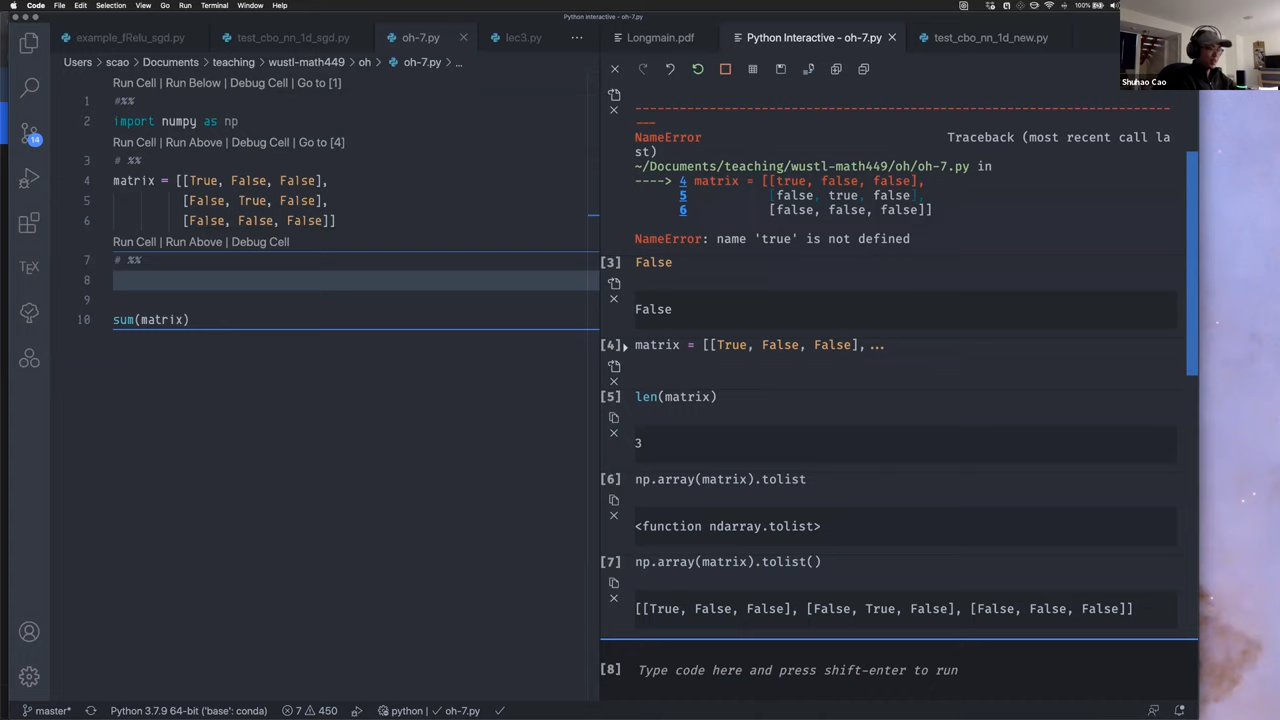 Code File Edit Selection View Go Run Terminal Window Help 100%
Python Interactive - oh-7.py
example_fRelu_sgd.py test_cbo_nn_1d_sgd.py oh-7.py lec3.py ···
Users > scao > Documents > teaching > wustl-math449 > oh > oh-7.py > ...
Run Cell | Run Below | Debug Cell | Go to [1]
1 #%%
2 import numpy as np
Run Cell | Run Above | Debug Cell | Go to [4]
3 # %%
4 matrix = [[True, False, False],
5 [False, True, False],
6 [False, False, False]]
Run Cell | Run Above | Debug Cell
7 # %%
8
9
10 sum(matrix)
14
TEX
Longmain.pdf Python Interactive - oh-7.py test_cbo_nn_1d_new.py
Shuhao Cao
---------------------------------------------------------------------------
NameError Traceback (most recent call la
st)
~/Documents/teaching/wustl-math449/oh/oh-7.py in
----> 4 matrix = [[true, false, false],
5 [false, true, false],
6 [false, false, false]]
NameError: name 'true' is not defined
[3] False
False
[4] matrix = [[True, False, False], ...
[5] len(matrix)
3
[6] np.array(matrix).tolist
<function ndarray.tolist>
[7] np.array(matrix).tolist()
[[True, False, False], [False, True, False], [False, False, False]]
[8] Type code here and press shift-enter to run
master* Python 3.7.9 64-bit ('base': conda) 7 450 python | oh-7.py